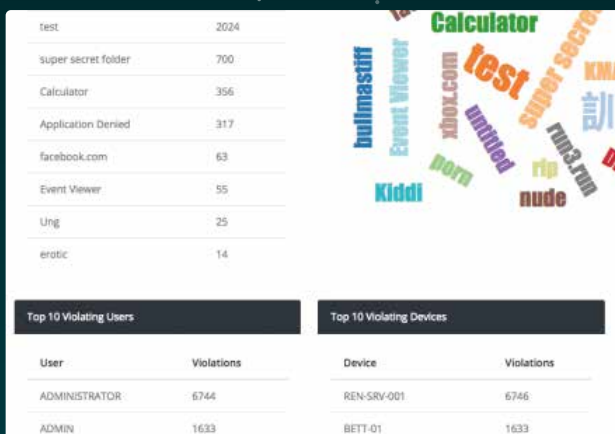 test 2024
super secret folder 700
Calculator 356
Application Denied 317
facebook.com 63
Event Viewer 55
Ung 25
erotic 14
Calculator
bullmastiff
Event Viewer
xbox.com
test
super secre
untitled
run3.run
porn
rip
Kiddi
nude
訓
Top 10 Violating Users
User Violations
ADMINISTRATOR 6744
ADMIN 1633
Top 10 Violating Devices
Device Violations
REN-SRV-001 6746
BETT-01 1633